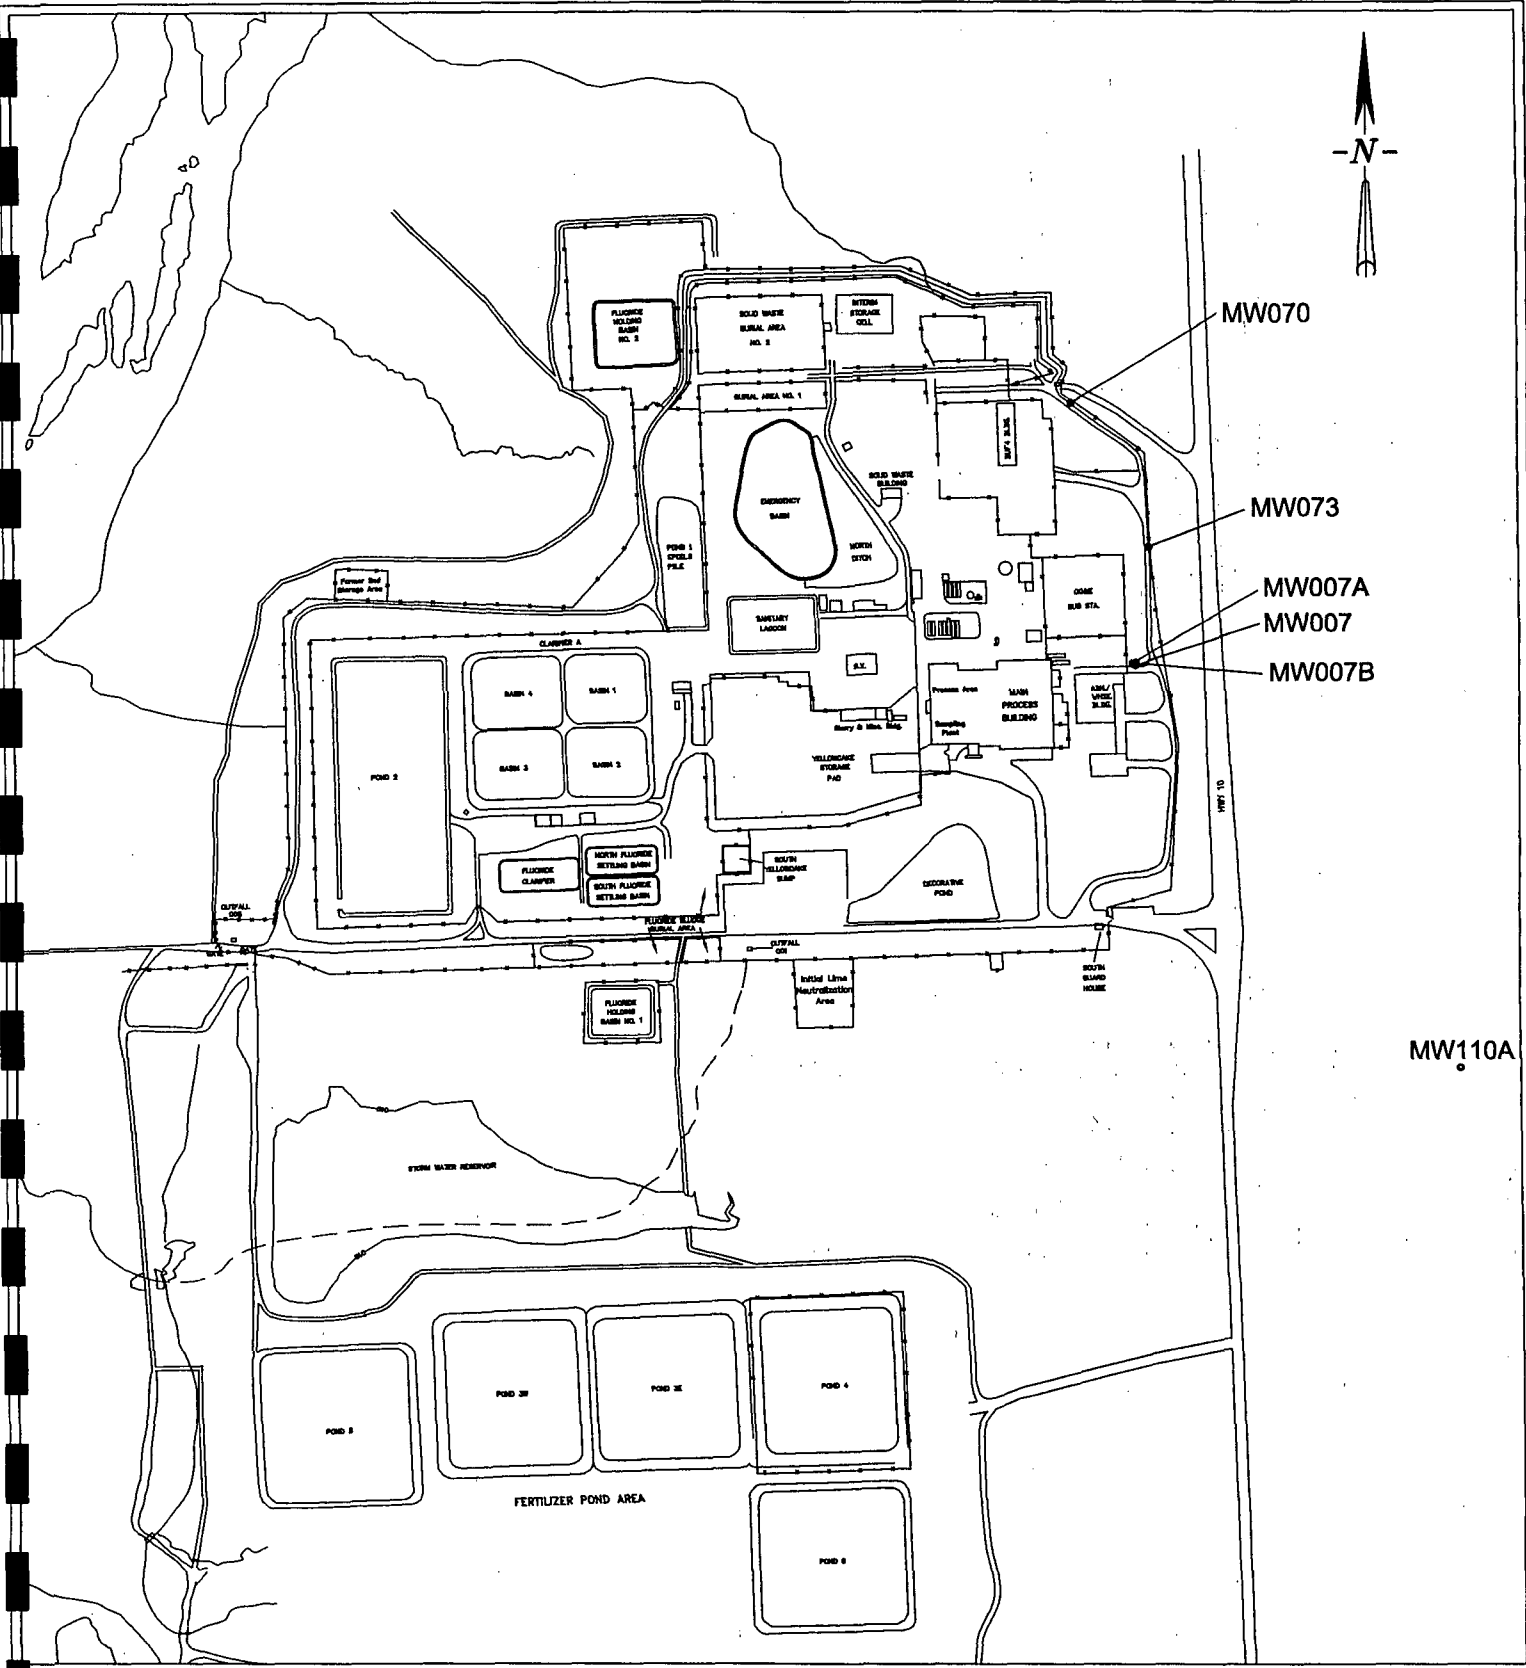 -N-
MW070
FLUORIDE
HOLDING
BASIN
NO. 2
SOLID WASTE
BURIAL AREA
NO. 2
INTERIM
STORAGE
CELL
BURIAL AREA NO. 1
SOLID WASTE
BUILDING
EMERGENCY
BASIN
NORTH
DITCH
POND 1
SPOILS
PILE
MW073
Former
Storage Area
SANITARY
LAGOON
SUB STA.
MW007A
MW007
MW007B
CLARIFIER A
BASIN 4
BASIN 1
BASIN 3
BASIN 2
POND 2
Process Area
MAIN
PROCESS
BUILDING
Sampling
Plant
YELLOWCAKE
STORAGE
PAD
HWY 10
NORTH FLUORIDE
SETTLING BASIN
SOUTH FLUORIDE
SETTLING BASIN
FLUORIDE
CLARIFIER
SOUTH
YELLOWCAKE
SUMP
DECORATIVE
POND
OUTFALL
FLUORIDE SLUDGE
BURIAL AREA
OUTFALL
001
GATE
Initial Lime
Neutralization
Area
SOUTH
GUARD
HOUSE
FLUORIDE
HOLDING
BASIN NO. 1
MW110A
STORM WATER RESERVOIR
POND 5
POND 3W
POND 3E
POND 4
FERTILIZER POND AREA
POND 6